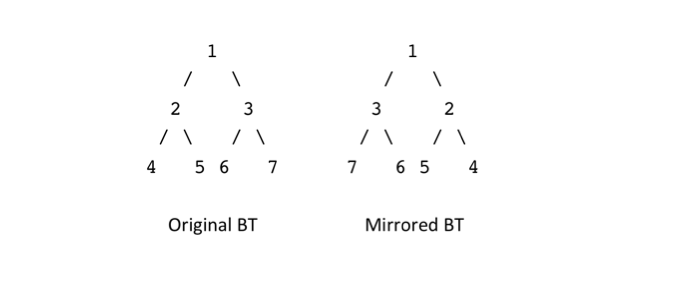 1 1
/ \ / \
2 3 3 2
/ \ / \ / \ / \
4 5 6 7 7 6 5 4
Original BT Mirrored BT